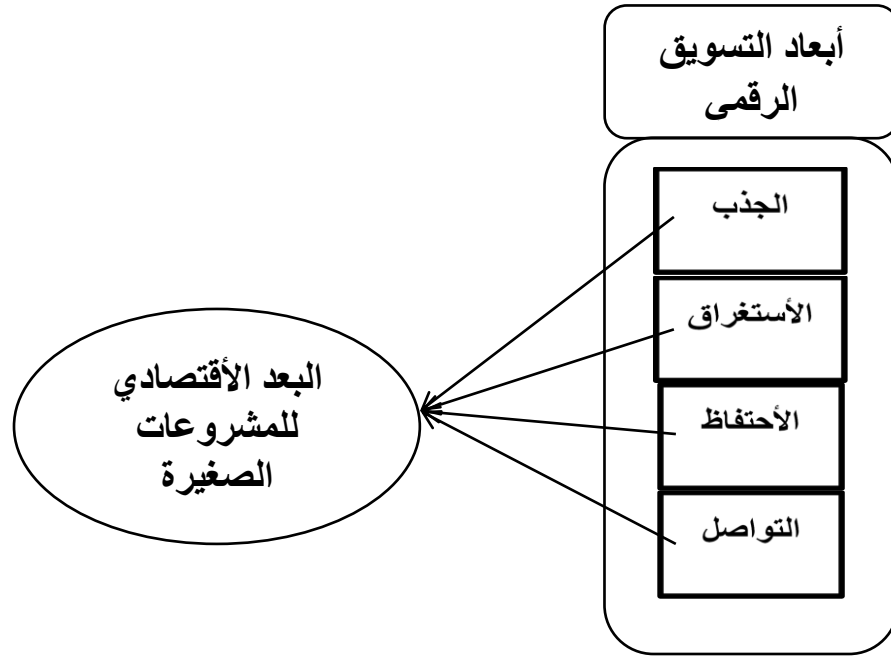 أبعاد التسويق
الرقمى
الجذب
الأستغراق
الأحتفاظ
التواصل
البعد الأقتصادي
للمشروعات
الصغيرة